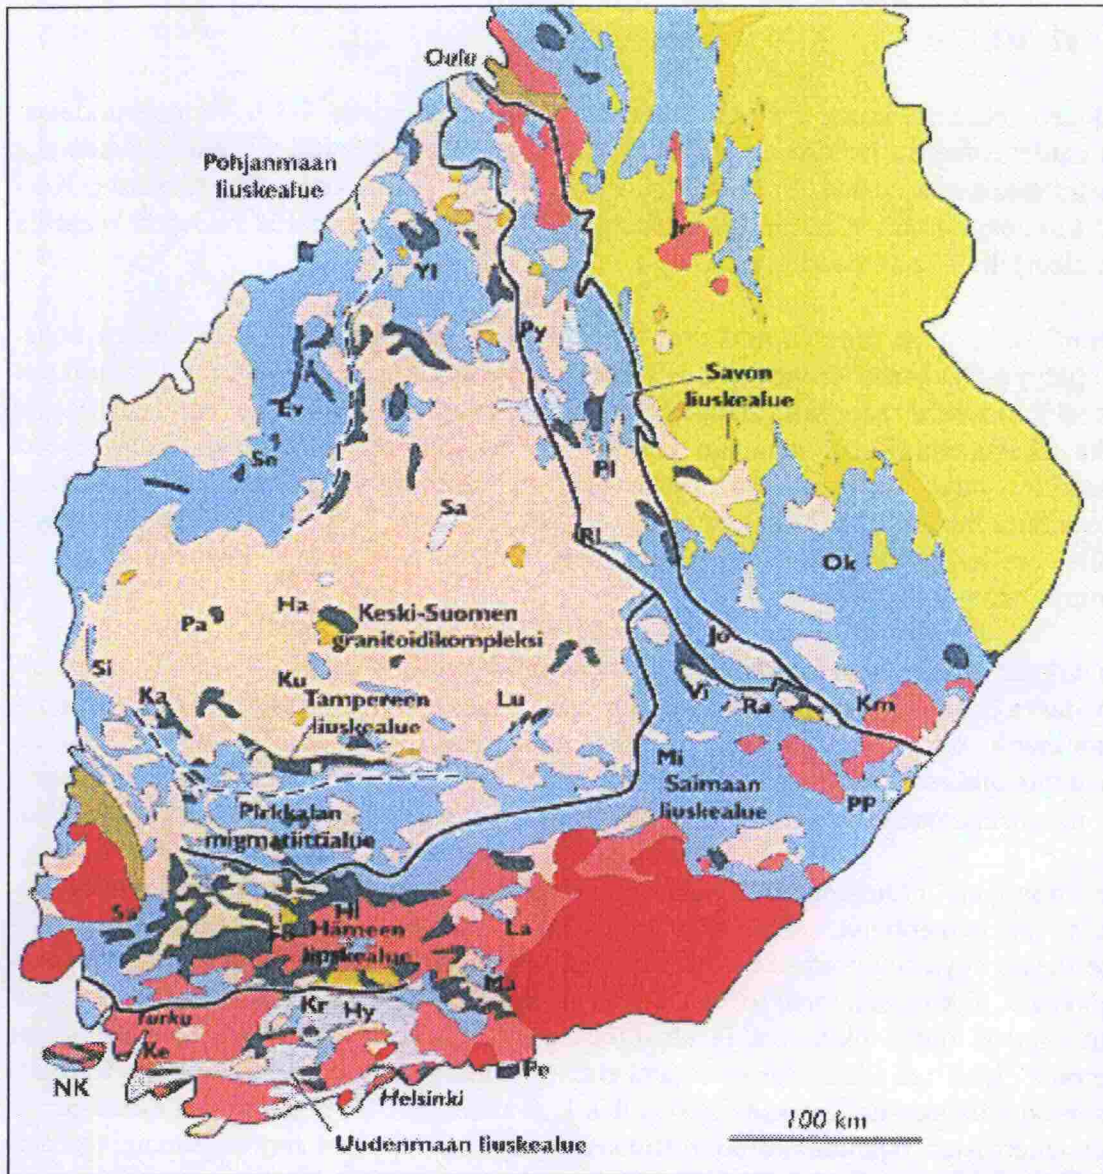 Oulu
Pohjanmaan
liuskealue
Yl
Py
Ev
Se
Savon
liuskealue
Pl
Sa
Rl
Ok
Ha
Pa
Keski-Suomen
granitoidikompleksi
Si
Ku
Ka
Tampereen
liuskealue
Lu
Jo
Vi
Ra
Km
Mi
Saimaan
liuskealue
PP
Pirkkalan
migmatiittialue
Sa
Hl
Hämeen
liuskealue
La
Ma
Turku
Kr
Hy
Ke
NK
Pe
Helsinki
Uudenmaan liuskealue
100 km